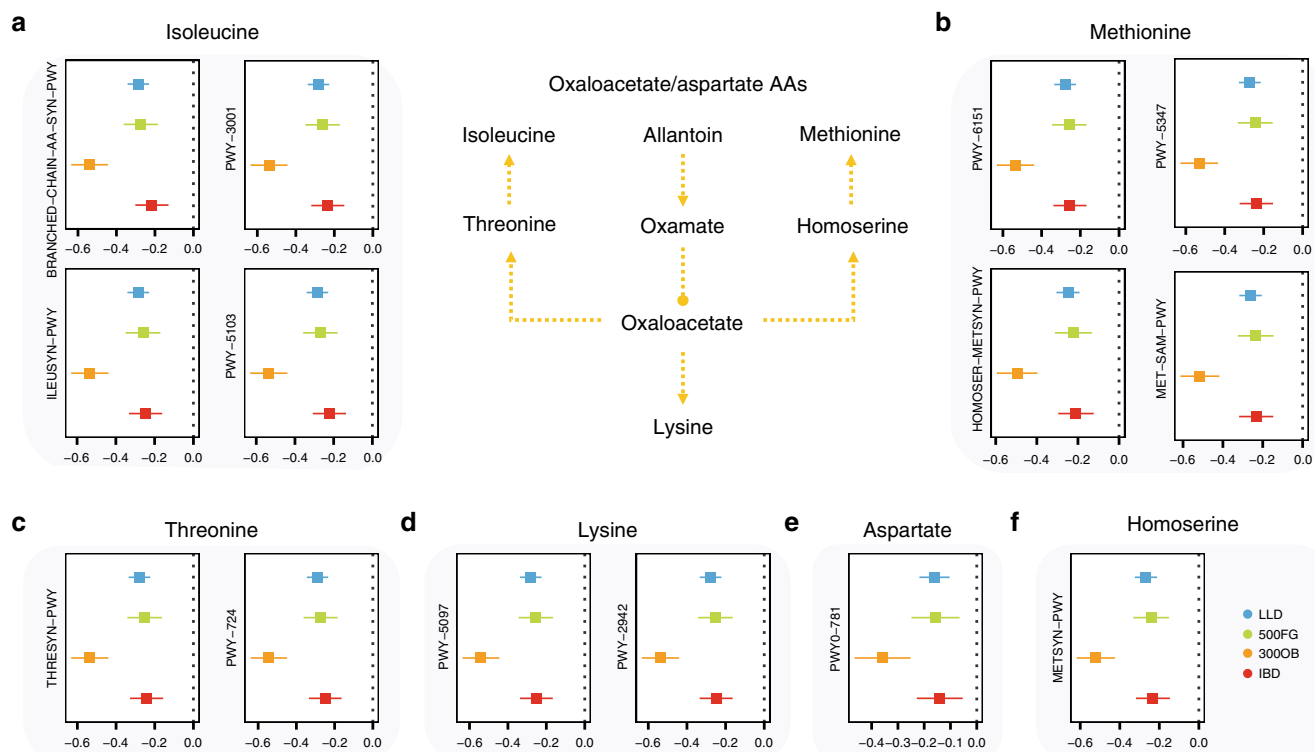 a
Isoleucine
BRANCHED−CHAIN−AA−SYN−PWY
−0.6 −0.4 −0.2 0.0
PWY−3001
−0.6 −0.4 −0.2 0.0
ILEUSYN−PWY
−0.6 −0.4 −0.2 0.0
PWY−5103
−0.6 −0.4 −0.2 0.0
Oxaloacetate/aspartate AAs
Isoleucine Allantoin Methionine
Threonine Oxamate Homoserine
Oxaloacetate
Lysine
b
Methionine
PWY−6151
−0.6 −0.4 −0.2 0.0
PWY−5347
−0.6 −0.4 −0.2 0.0
HOMOSER−METSYN−PWY
−0.6 −0.4 −0.2 0.0
MET−SAM−PWY
−0.6 −0.4 −0.2 0.0
c
Threonine
THRESYN−PWY
−0.6 −0.4 −0.2 0.0
PWY−724
−0.6 −0.4 −0.2 0.0
d
Lysine
PWY−5097
−0.6 −0.4 −0.2 0.0
PWY−2942
−0.6 −0.4 −0.2 0.0
e
Aspartate
PWY0−781
−0.4−0.3−0.2−0.1 0.0
f
Homoserine
METSYN−PWY
−0.6 −0.4 −0.2 0.0
LLD
500FG
300OB
IBD